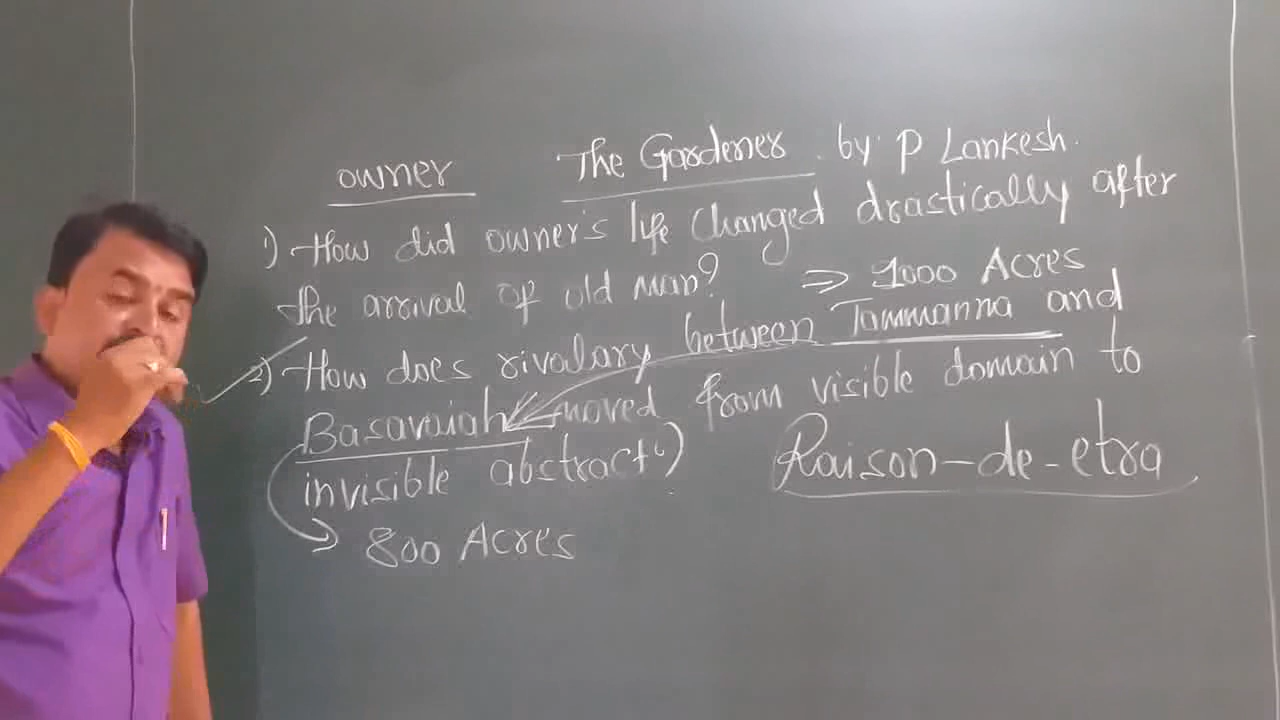 owner The Gardener. by P Lankesh.
1) How did owner's life changed drastically after
the arrival of old man? ⇒ 1000 Acres
2) How does rivalary between Tammanna and
Basavaiah moved from visible domain to
invisible abstract)
Raison-de-etra
→ 800 Acres